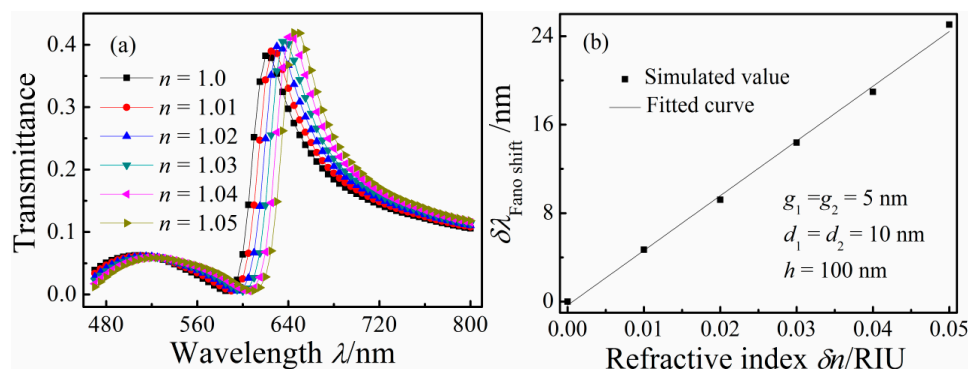 (a)
n = 1.0
n = 1.01
n = 1.02
n = 1.03
n = 1.04
n = 1.05
Transmittance
0.4
0.3
0.2
0.1
0.0
480 560 640 720 800
Wavelength λ/nm
(b)
Simulated value
Fitted curve
g₁ =g₂ = 5 nm
d₁ = d₂ = 10 nm
h = 100 nm
δλFano shift /nm
24
16
8
0
0.00 0.01 0.02 0.03 0.04 0.05
Refractive index δn/RIU